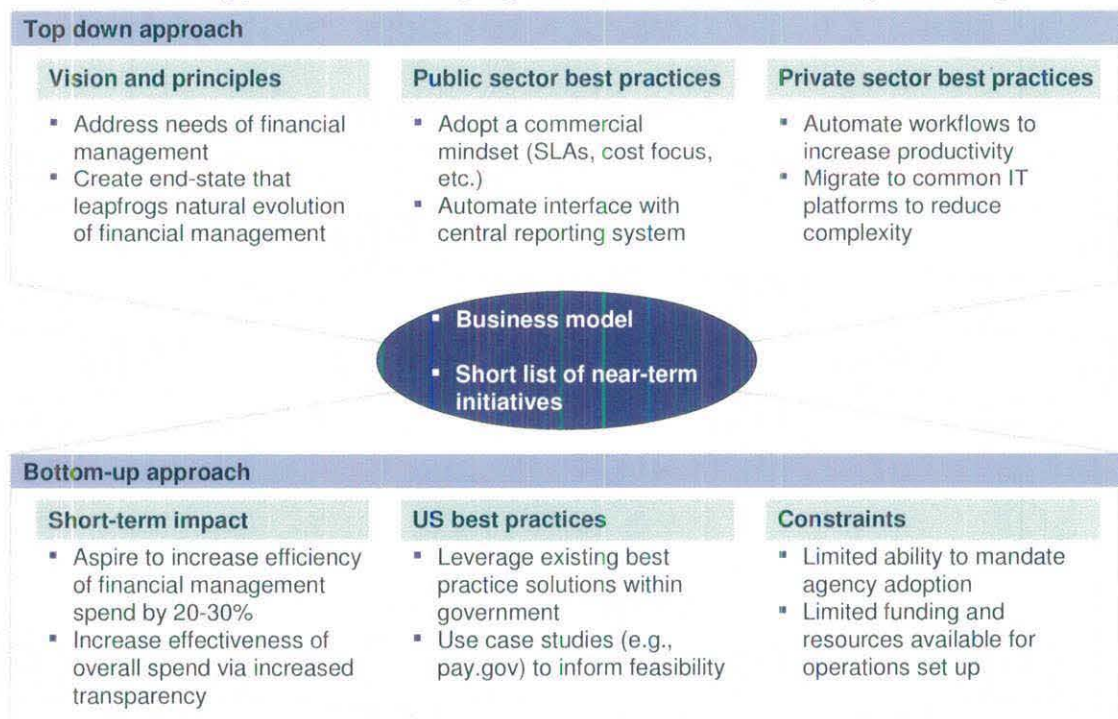 Top down approach
Vision and principles
▪ Address needs of financial
management
▪ Create end-state that
leapfrogs natural evolution
of financial management
Public sector best practices
▪ Adopt a commercial
mindset (SLAs, cost focus,
etc.)
▪ Automate interface with
central reporting system
Private sector best practices
▪ Automate workflows to
increase productivity
▪ Migrate to common IT
platforms to reduce
complexity
▪ Business model
▪ Short list of near-term
initiatives
Bottom-up approach
Short-term impact
▪ Aspire to increase efficiency
of financial management
spend by 20-30%
▪ Increase effectiveness of
overall spend via increased
transparency
US best practices
▪ Leverage existing best
practice solutions within
government
▪ Use case studies (e.g.,
pay.gov) to inform feasibility
Constraints
▪ Limited ability to mandate
agency adoption
▪ Limited funding and
resources available for
operations set up